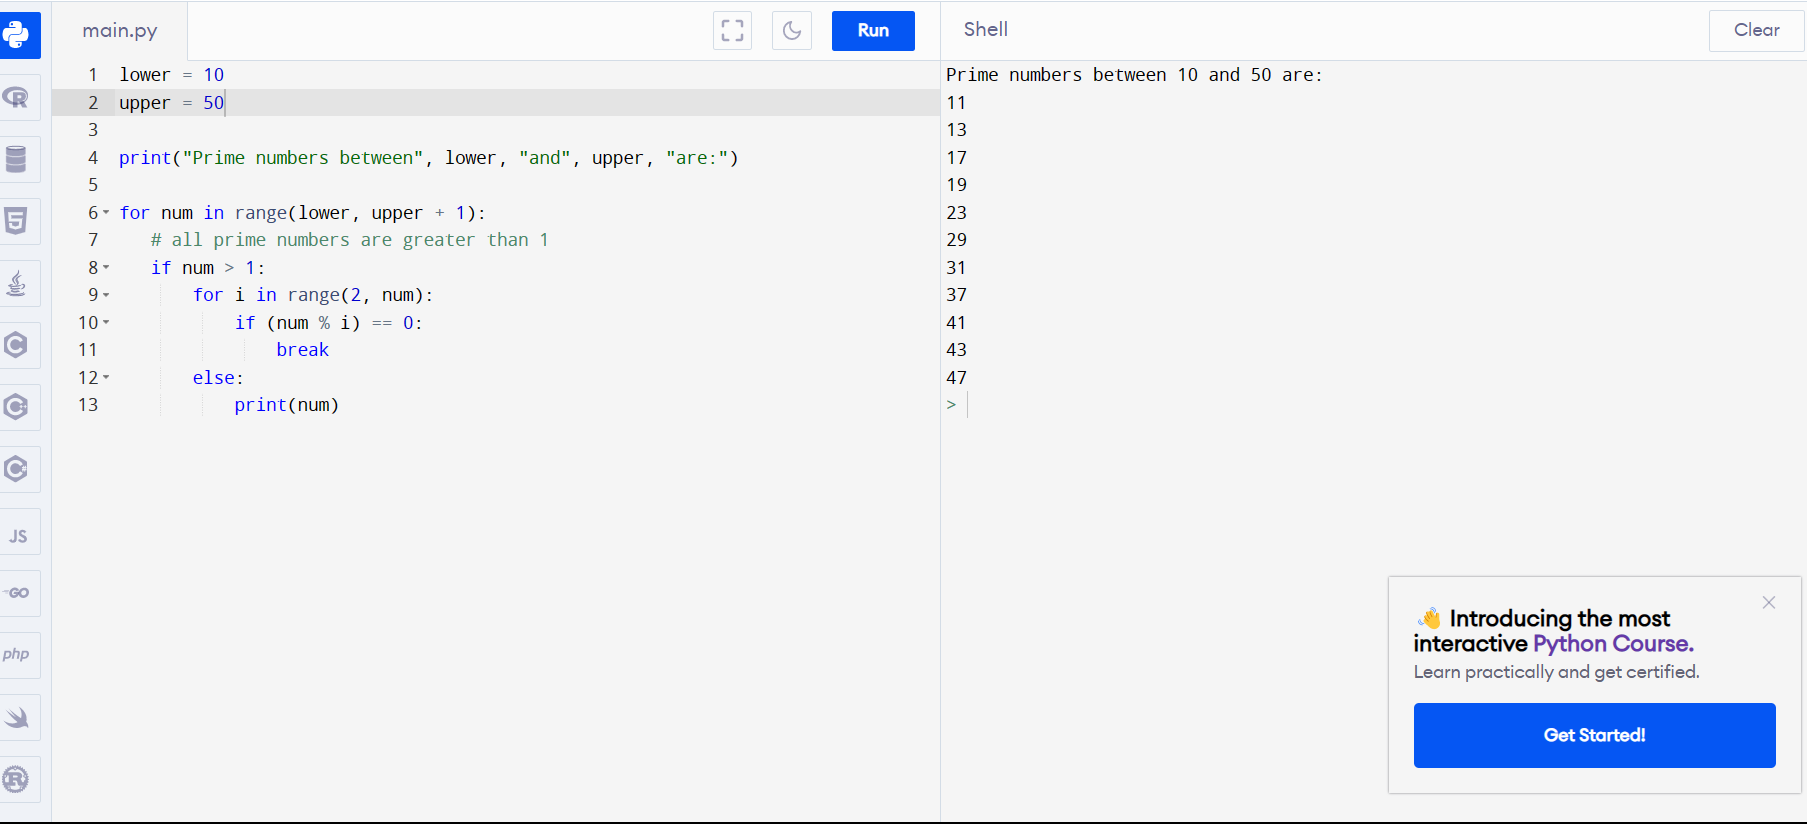 main.py
Run
Shell
Clear
1 lower = 10
2 upper = 50
3
4 print("Prime numbers between", lower, "and", upper, "are:")
5
6 for num in range(lower, upper + 1):
7    # all prime numbers are greater than 1
8    if num > 1:
9        for i in range(2, num):
10            if (num % i) == 0:
11                break
12        else:
13            print(num)
Prime numbers between 10 and 50 are:
11
13
17
19
23
29
31
37
41
43
47
>
JS
GO
php
👋 Introducing the most
interactive Python Course.
Learn practically and get certified.
Get Started!